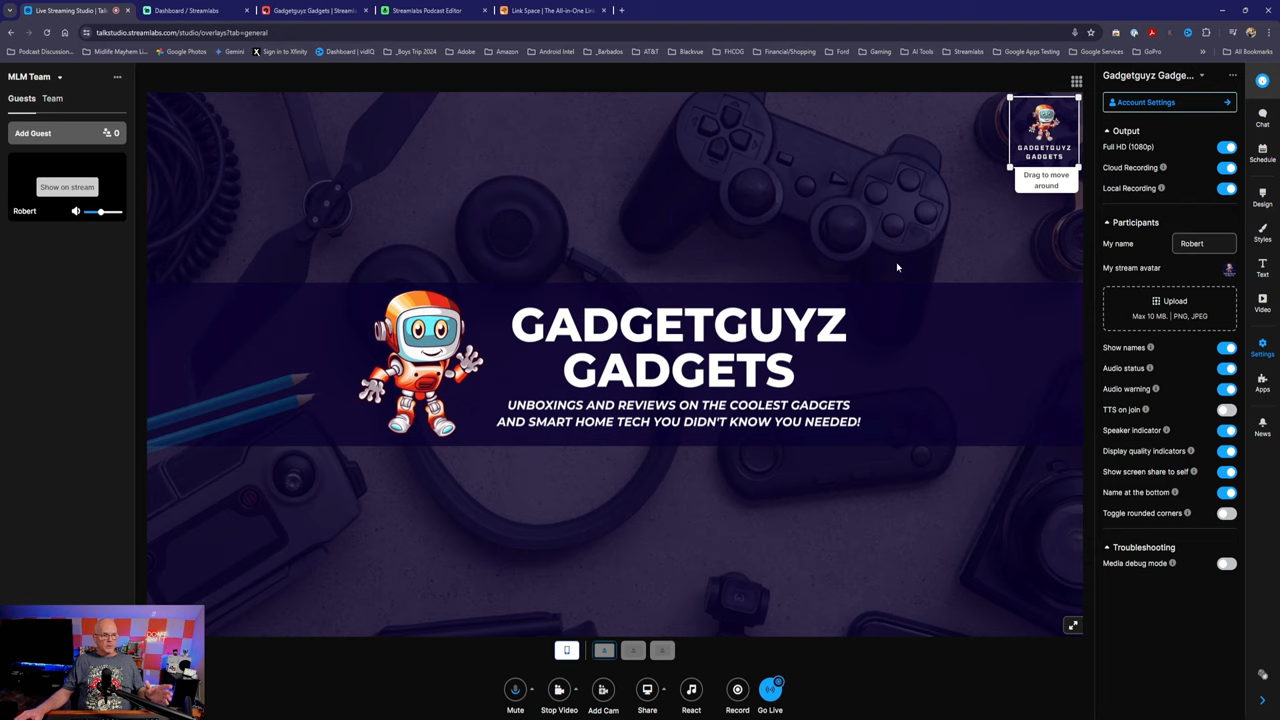 Live Streaming Studio | Tal
Dashboard / Streamlabs
Gadgetguyz Gadgets | Streaml
Streamlabs Podcast Editor
Link Space | The All-in-One Lin
talkstudio.streamlabs.com/studio/overlays?tab=general
Podcast Discussion...
Midlife Mayhem Li...
Google Photos
Gemini
Sign in to Xfinity
Dashboard | vidIQ
_Boys Trip 2024
Adobe
Amazon
Android Intel
_Barbados
AT&T
Blackvue
FHCOG
Financial/Shopping
Ford
Gaming
AI Tools
Streamlabs
Google Apps Testing
Google Services
GoPro
All Bookmarks
MLM Team
Guests Team
Add Guest 0
Show on stream
Robert
GADGETGUYZ
GADGETS
Drag to move
around
GADGETGUYZ
GADGETS
UNBOXINGS AND REVIEWS ON THE COOLEST GADGETS
AND SMART HOME TECH YOU DIDN'T KNOW YOU NEEDED!
Mute
Stop Video
Add Cam
Share
React
Record
Go Live
Gadgetguyz Gadge...
Account Settings
Output
Full HD (1080p)
Cloud Recording
Local Recording
Participants
My name Robert
My stream avatar
Upload
Max 10 MB. | PNG, JPEG
Show names
Audio status
Audio warning
TTS on join
Speaker indicator
Display quality indicators
Show screen share to self
Name at the bottom
Toggle rounded corners
Troubleshooting
Media debug mode
Chat
Schedule
Design
Styles
Text
Video
Settings
Apps
News